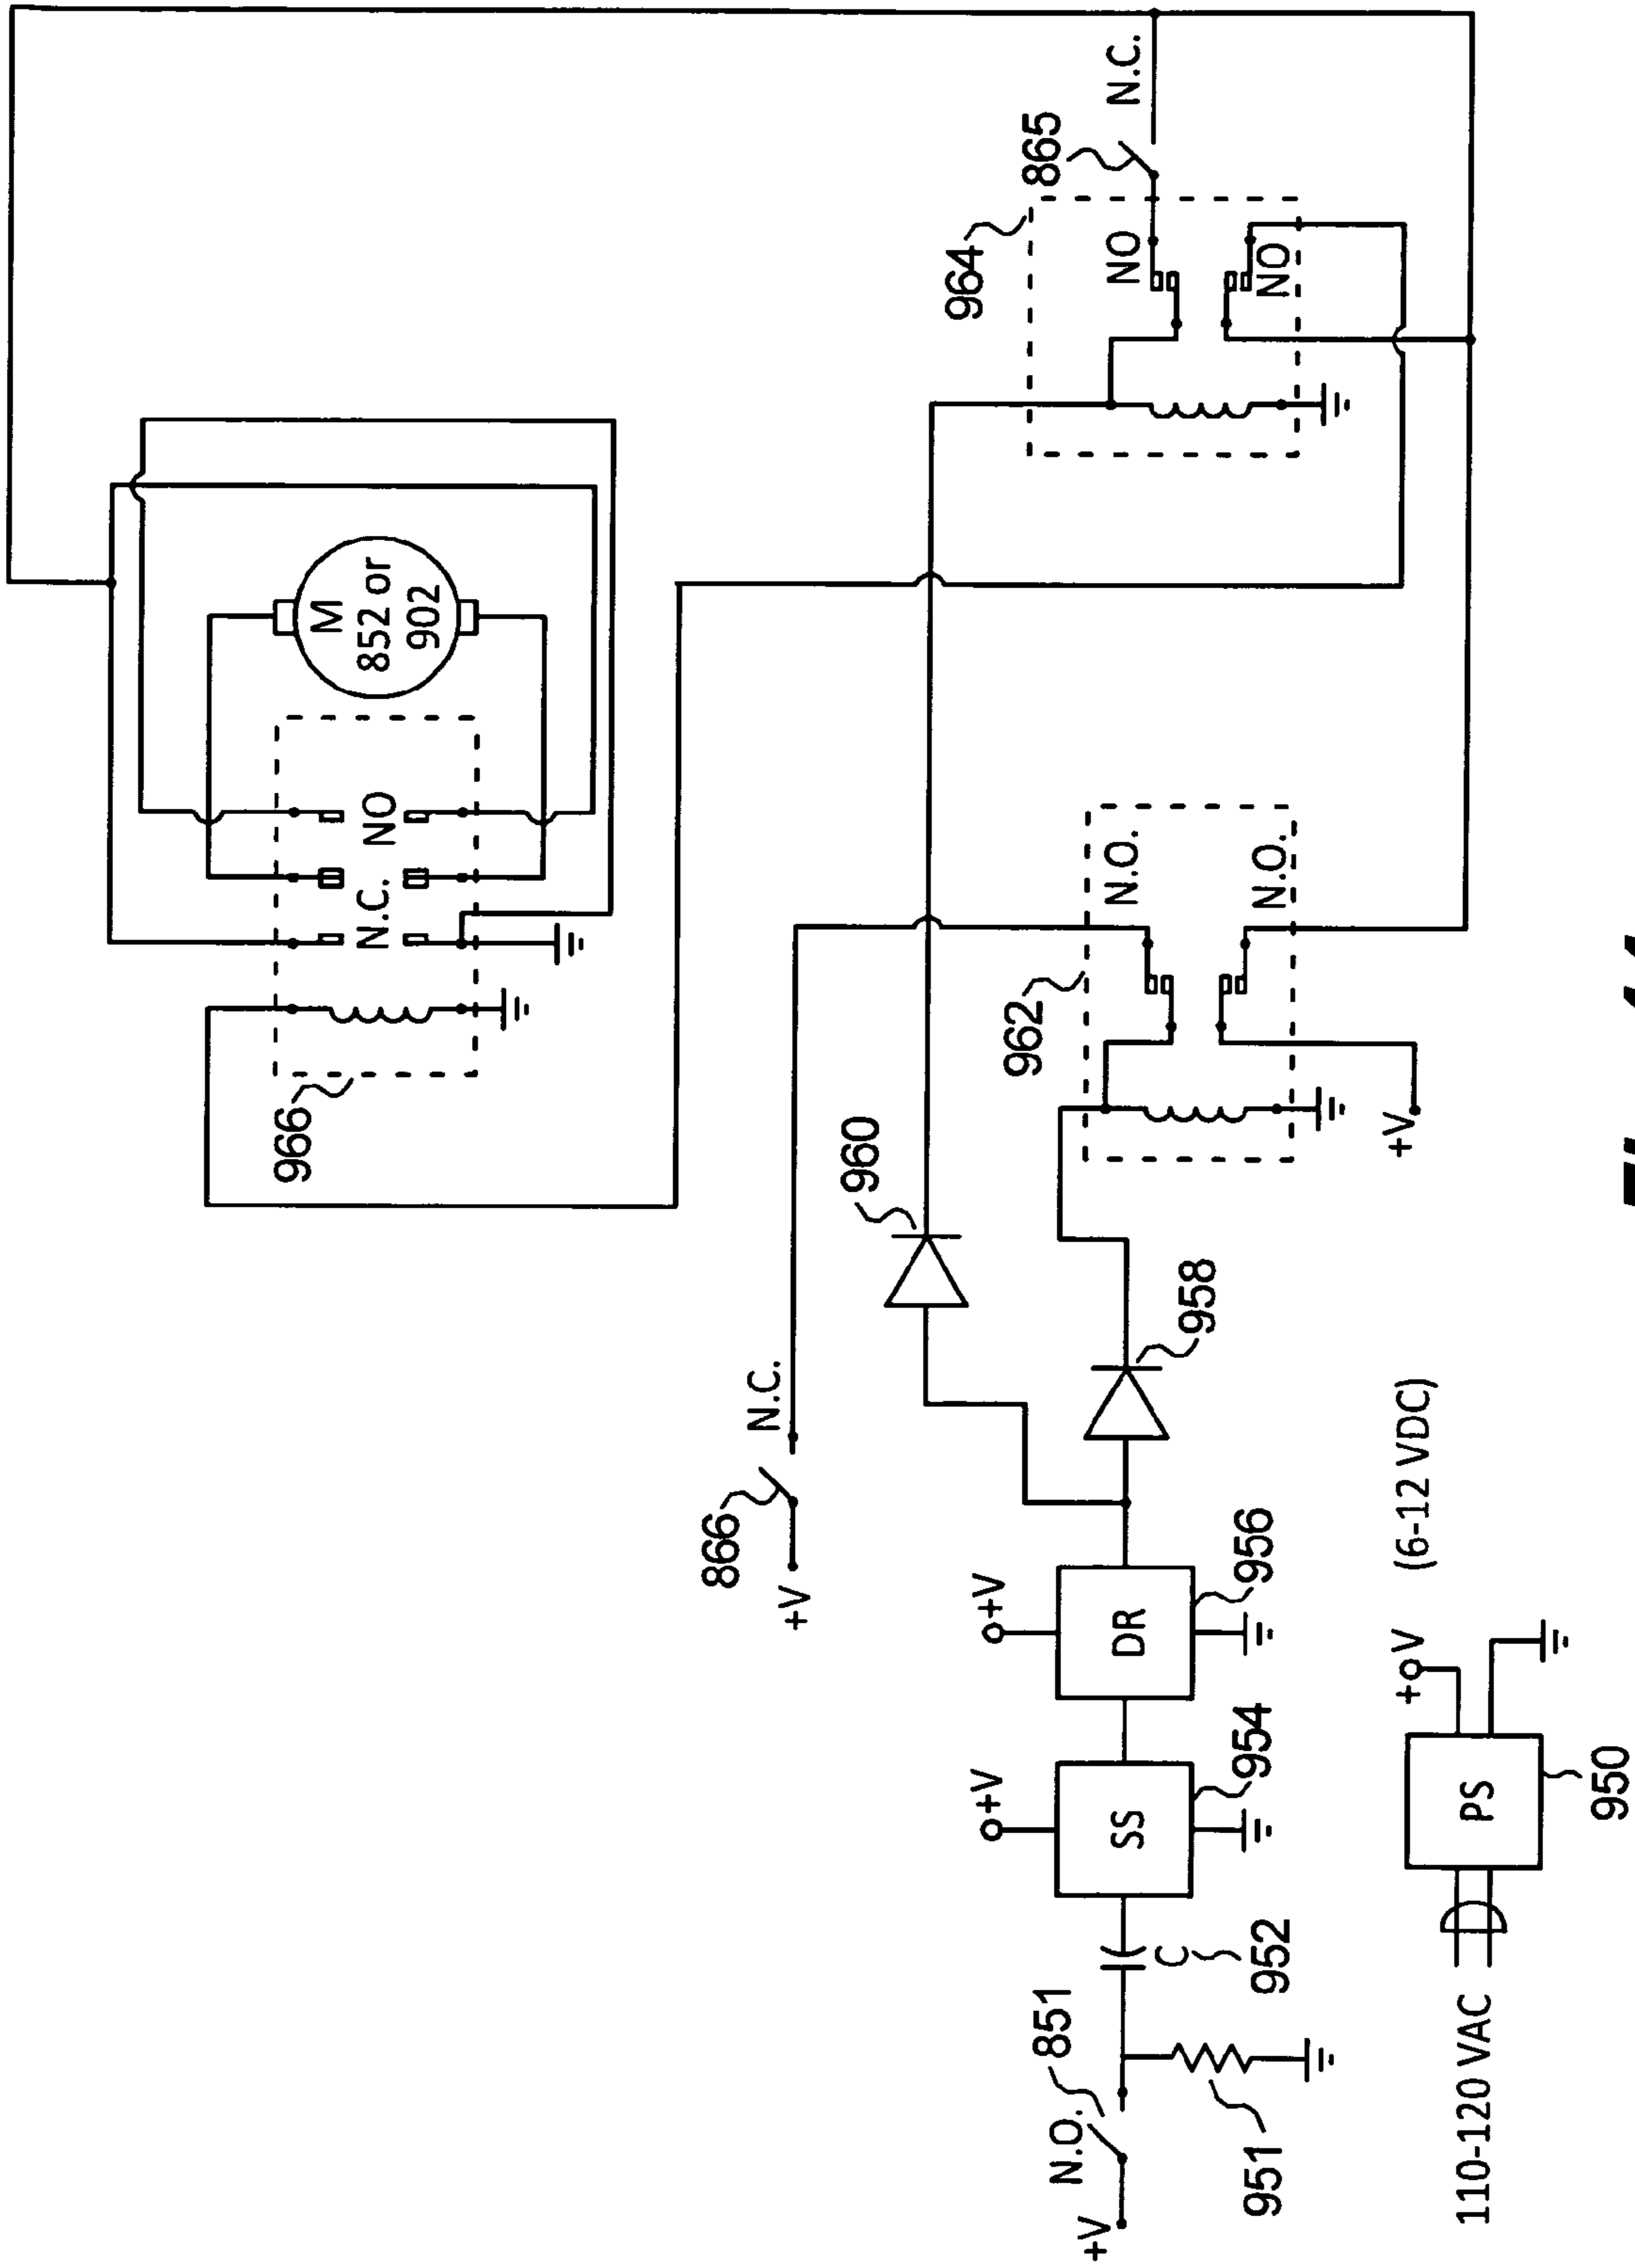 966
N.C.
NO
M
852 or
902
866
+V
N.C.
960
964
NO
NO
865
N.C.
962
N.O.
N.O.
+V
958
+V
N.O.
851
951
C
952
+V
SS
954
+V
DR
956
110-120 VAC
PS
950
+V
(6-12 VDC)